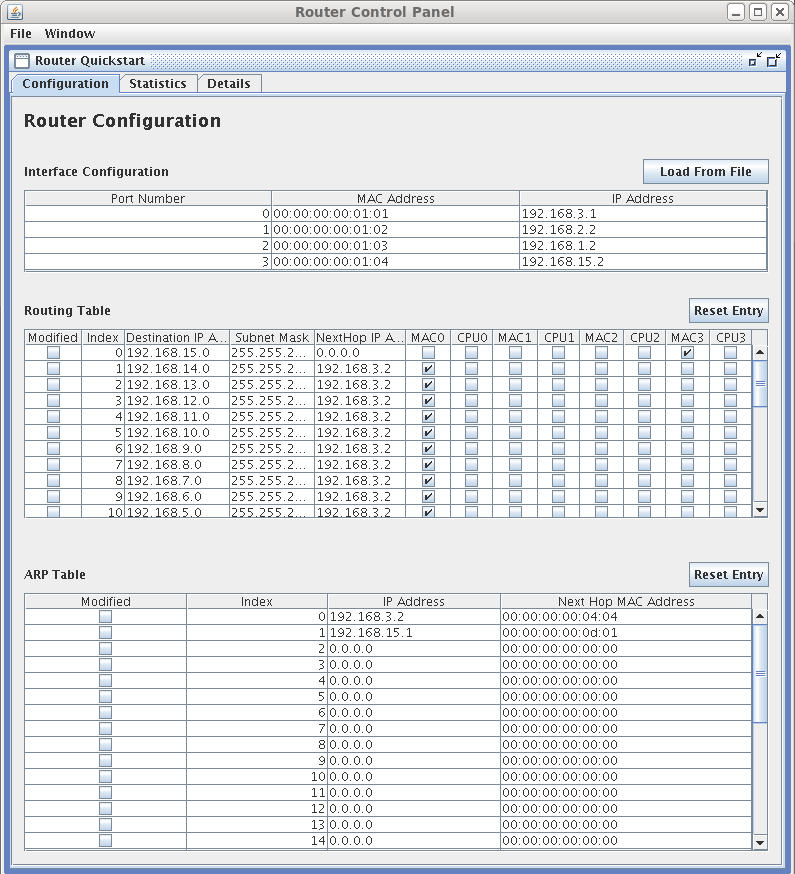 Router Control Panel
File Window
Router Quickstart
Configuration Statistics Details
Router Configuration
Interface Configuration Load From File
Port Number MAC Address IP Address
0 00:00:00:00:01:01 192.168.3.1
1 00:00:00:00:01:02 192.168.2.2
2 00:00:00:00:01:03 192.168.1.2
3 00:00:00:00:01:04 192.168.15.2
Routing Table Reset Entry
Modified Index Destination IP A... Subnet Mask NextHop IP A... MAC0 CPU0 MAC1 CPU1 MAC2 CPU2 MAC3 CPU3
0 192.168.15.0 255.255.2... 0.0.0.0
1 192.168.14.0 255.255.2... 192.168.3.2
2 192.168.13.0 255.255.2... 192.168.3.2
3 192.168.12.0 255.255.2... 192.168.3.2
4 192.168.11.0 255.255.2... 192.168.3.2
5 192.168.10.0 255.255.2... 192.168.3.2
6 192.168.9.0 255.255.2... 192.168.3.2
7 192.168.8.0 255.255.2... 192.168.3.2
8 192.168.7.0 255.255.2... 192.168.3.2
9 192.168.6.0 255.255.2... 192.168.3.2
10 192.168.5.0 255.255.2... 192.168.3.2
ARP Table Reset Entry
Modified Index IP Address Next Hop MAC Address
0 192.168.3.2 00:00:00:00:04:04
1 192.168.15.1 00:00:00:00:0d:01
2 0.0.0.0 00:00:00:00:00:00
3 0.0.0.0 00:00:00:00:00:00
4 0.0.0.0 00:00:00:00:00:00
5 0.0.0.0 00:00:00:00:00:00
6 0.0.0.0 00:00:00:00:00:00
7 0.0.0.0 00:00:00:00:00:00
8 0.0.0.0 00:00:00:00:00:00
9 0.0.0.0 00:00:00:00:00:00
10 0.0.0.0 00:00:00:00:00:00
11 0.0.0.0 00:00:00:00:00:00
12 0.0.0.0 00:00:00:00:00:00
13 0.0.0.0 00:00:00:00:00:00
14 0.0.0.0 00:00:00:00:00:00